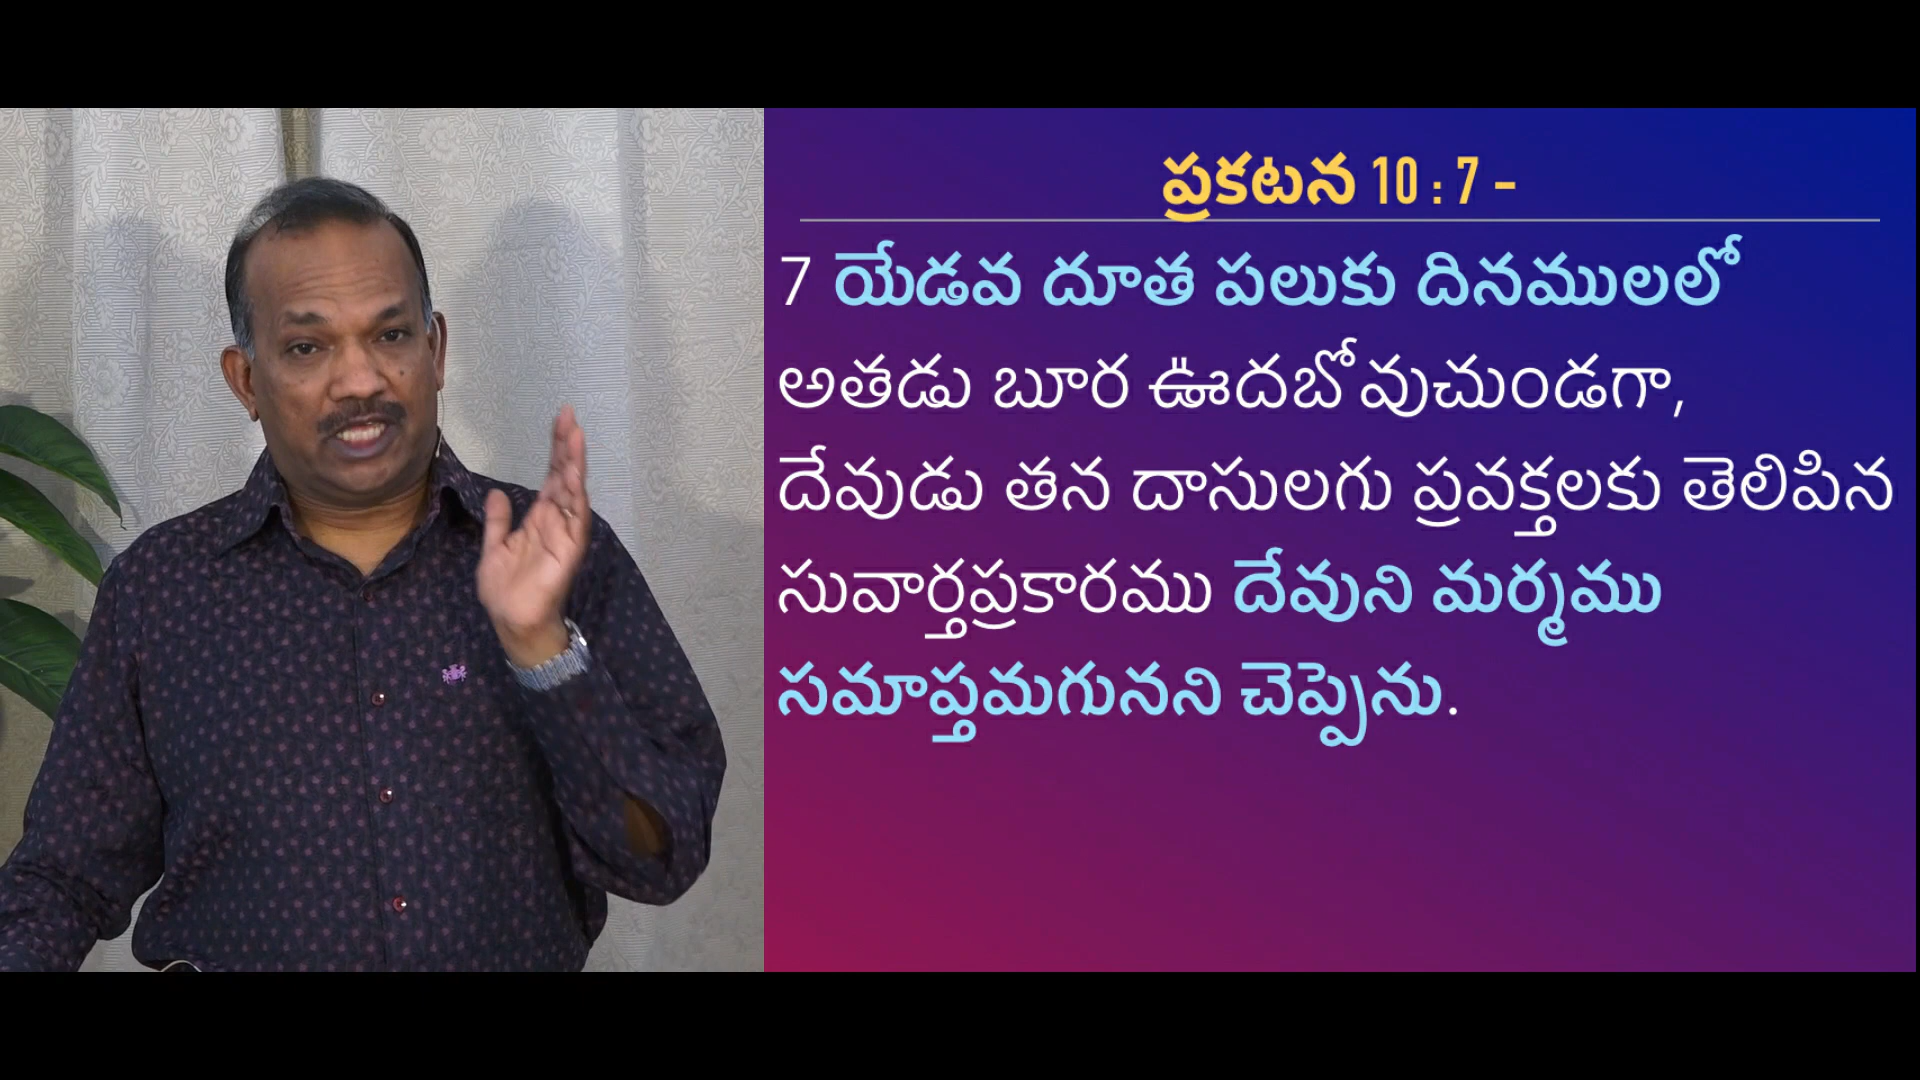 ప్రకటన 10 : 7 -
7 యేడవ దూత పలుకు దినములలో
అతడు బూర ఊదబోవుచుండగా,
దేవుడు తన దాసులగు ప్రవక్తలకు తెలిపిన
సువార్తప్రకారము దేవుని మర్మము
సమాప్తమగునని చెప్పెను.